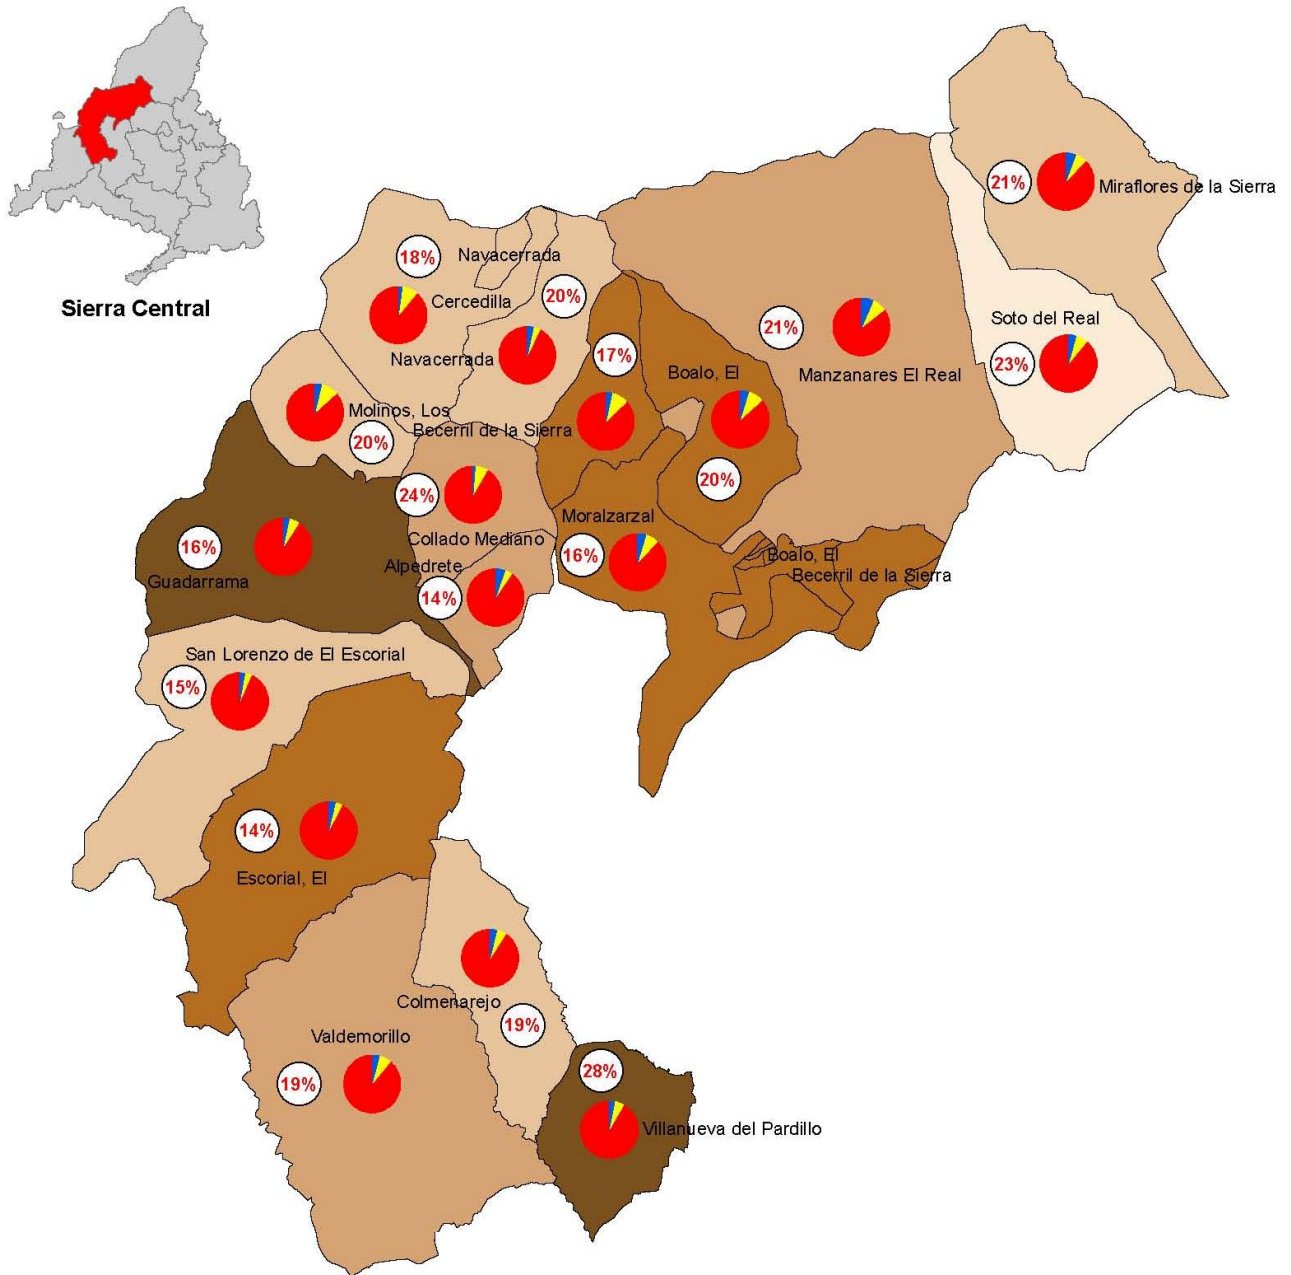 Sierra Central
21%
Miraflores de la Sierra
18%
Navacerrada
Cercedilla
20%
Soto del Real
23%
21%
Manzanares El Real
Navacerrada
17%
Boalo, El
Molinos, Los
20%
Becerril de la Sierra
20%
24%
Collado Mediano
Moralzarzal
16%
16%
Guadarrama
Alpedrete
14%
Boalo, El
Becerril de la Sierra
San Lorenzo de El Escorial
15%
14%
Escorial, El
Colmenarejo
19%
Valdemorillo
19%
28%
Villanueva del Pardillo